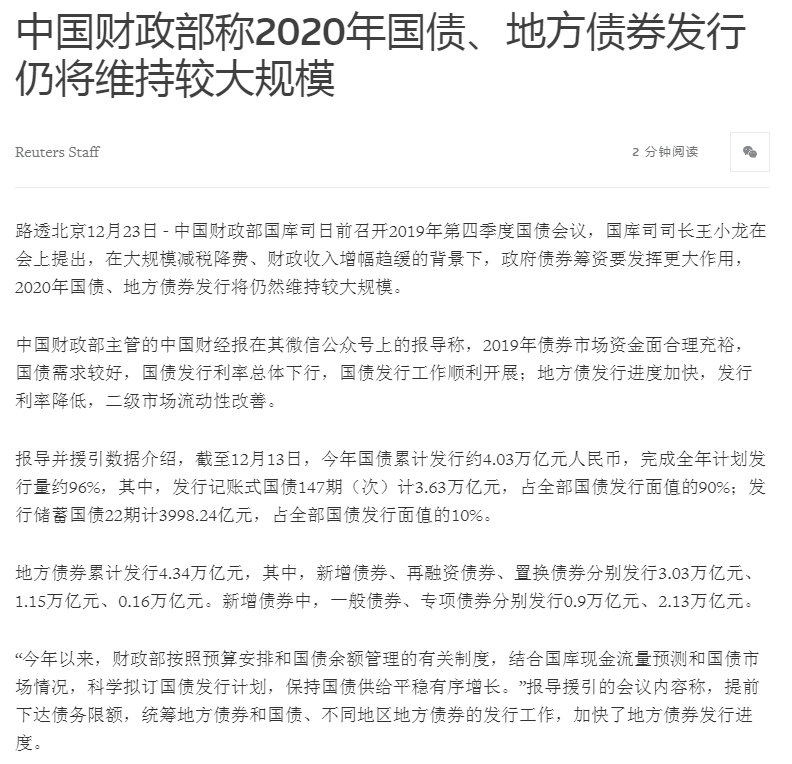 中国财政部称2020年国债、地方债券发行
仍将维持较大规模
Reuters Staff
2 分钟阅读
路透北京12月23日 - 中国财政部国库司日前召开2019年第四季度国债会议，国库司司长王小龙在
会上提出，在大规模减税降费、财政收入增幅趋缓的背景下，政府债券筹资要发挥更大作用，
2020年国债、地方债券发行将仍然维持较大规模。
中国财政部主管的中国财经报在其微信公众号上的报导称，2019年债券市场资金面合理充裕，
国债需求较好，国债发行利率总体下行，国债发行工作顺利开展；地方债发行进度加快，发行
利率降低，二级市场流动性改善。
报导并援引数据介绍，截至12月13日，今年国债累计发行约4.03万亿元人民币，完成全年计划发
行量约96%，其中，发行记账式国债147期（次）计3.63万亿元，占全部国债发行面值的90%；发
行储蓄国债22期计3998.24亿元，占全部国债发行面值的10%。
地方债券累计发行4.34万亿元，其中，新增债券、再融资债券、置换债券分别发行3.03万亿元、
1.15万亿元、0.16万亿元。新增债券中，一般债券、专项债券分别发行0.9万亿元、2.13万亿元。
“今年以来，财政部按照预算安排和国债余额管理的有关制度，结合国库现金流量预测和国债市
场情况，科学拟订国债发行计划，保持国债供给平稳有序增长。”报导援引的会议内容称，提前
下达债务限额，统筹地方债券和国债、不同地区地方债券的发行工作，加快了地方债券发行进
度。